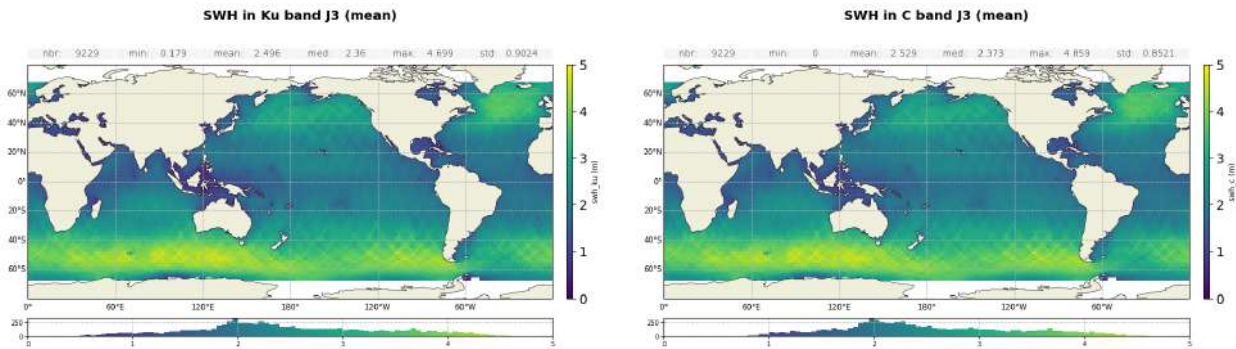 SWH in Ku band J3 (mean)
nbr: 9229 min: 0.179 mean: 2.496 med: 2.36 max: 4.699 std: 0.9024
60°N
40°N
20°N
0°
20°S
40°S
60°S
0° 60°E 120°E 180° 120°W 60°W
5
4
3
2
1
0
swh_ku (m)
250
0
0 1 2 3 4 5
SWH in C band J3 (mean)
nbr: 9229 min: 0 mean: 2.529 med: 2.373 max: 4.859 std: 0.8521
60°N
40°N
20°N
0°
20°S
40°S
60°S
0° 60°E 120°E 180° 120°W 60°W
5
4
3
2
1
0
swh_c (m)
250
0
0 1 2 3 4 5